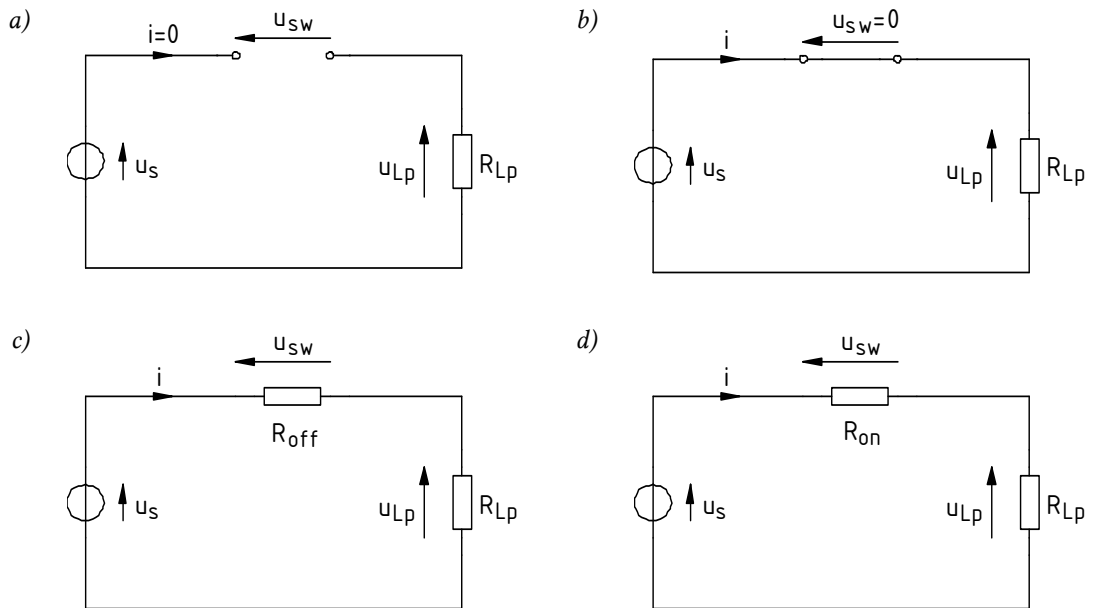 a)
u_sw
i=0
u_s
u_Lp
R_Lp
b)
u_sw=0
i
u_s
u_Lp
R_Lp
c)
u_sw
i
R_off
u_s
u_Lp
R_Lp
d)
u_sw
i
R_on
u_s
u_Lp
R_Lp